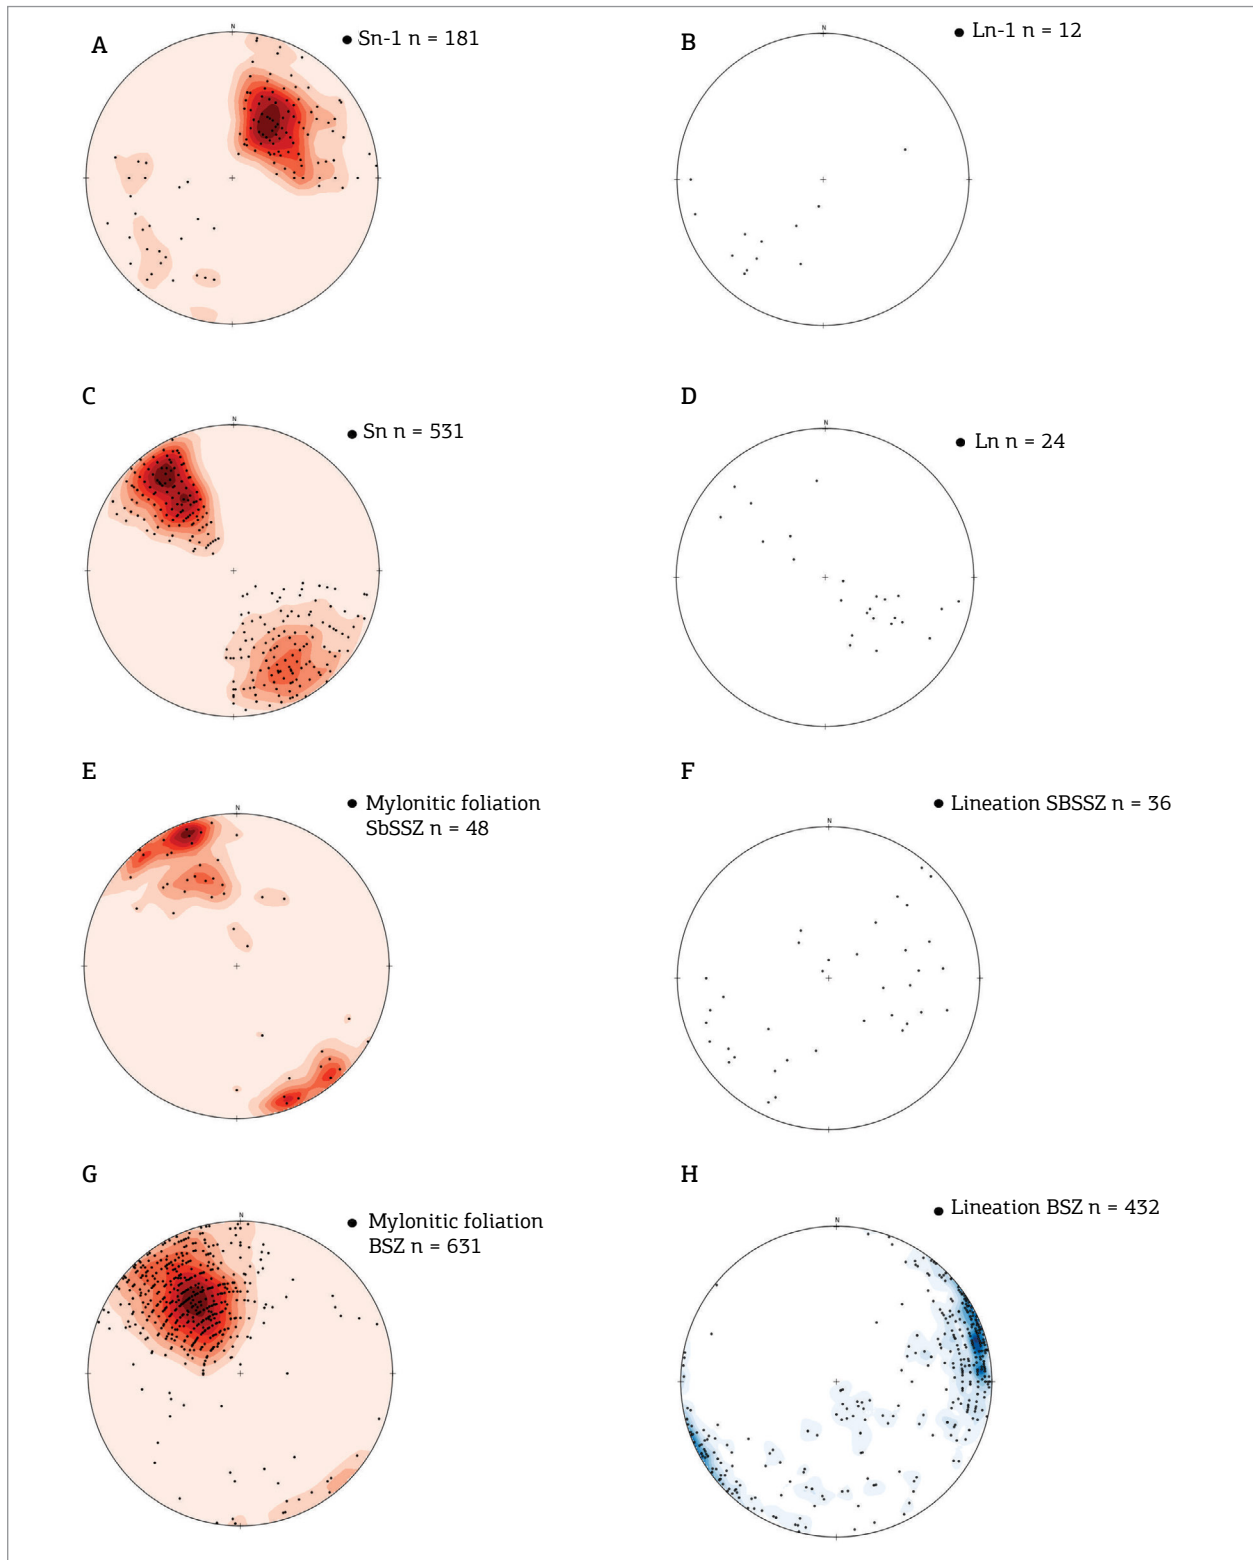 A
N
● Sn-1 n = 181
B
N
● Ln-1 n = 12
C
N
● Sn n = 531
D
N
● Ln n = 24
E
N
● Mylonitic foliation
SbSSZ n = 48
F
N
● Lineation SBSSZ n = 36
G
N
● Mylonitic foliation
BSZ n = 631
H
N
● Lineation BSZ n = 432